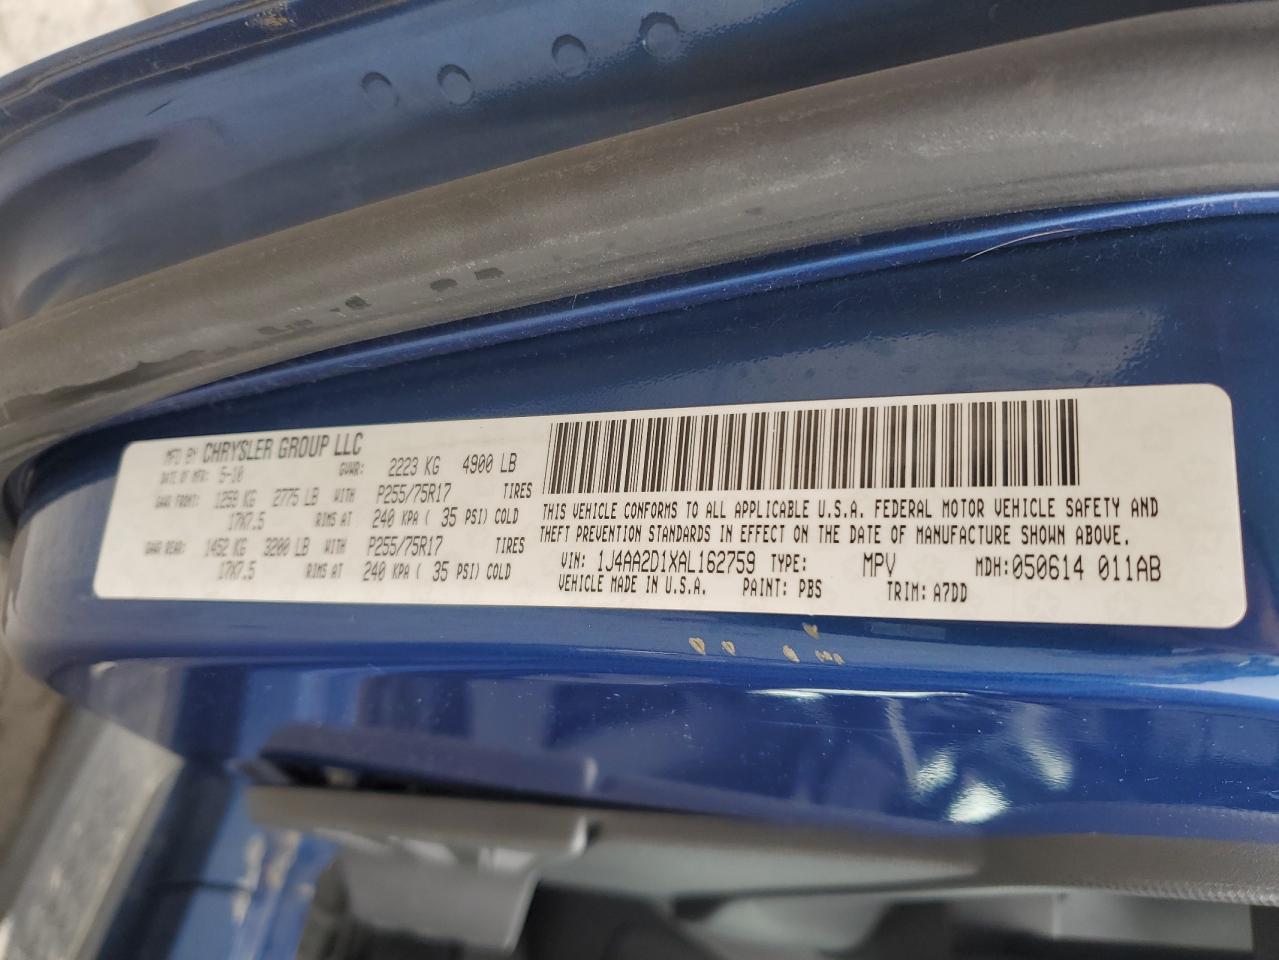 MFD BY CHRYSLER GROUP LLC
DATE OF MFR: 5-10 GVWR: 2223 KG 4900 LB
GAWR FRONT: 1259 KG 2775 LB WITH P255/75R17 TIRES
17X7.5 RIMS AT 240 KPA ( 35 PSI) COLD
GAWR REAR: 1452 KG 3200 LB WITH P255/75R17 TIRES
17X7.5 RIMS AT 240 KPA ( 35 PSI) COLD
THIS VEHICLE CONFORMS TO ALL APPLICABLE U.S.A. FEDERAL MOTOR VEHICLE SAFETY AND
THEFT PREVENTION STANDARDS IN EFFECT ON THE DATE OF MANUFACTURE SHOWN ABOVE.
VIN: 1J4AA2D1XAL162759 TYPE: MPV MDH:050614 011AB
VEHICLE MADE IN U.S.A. PAINT: PBS TRIM: A7DD